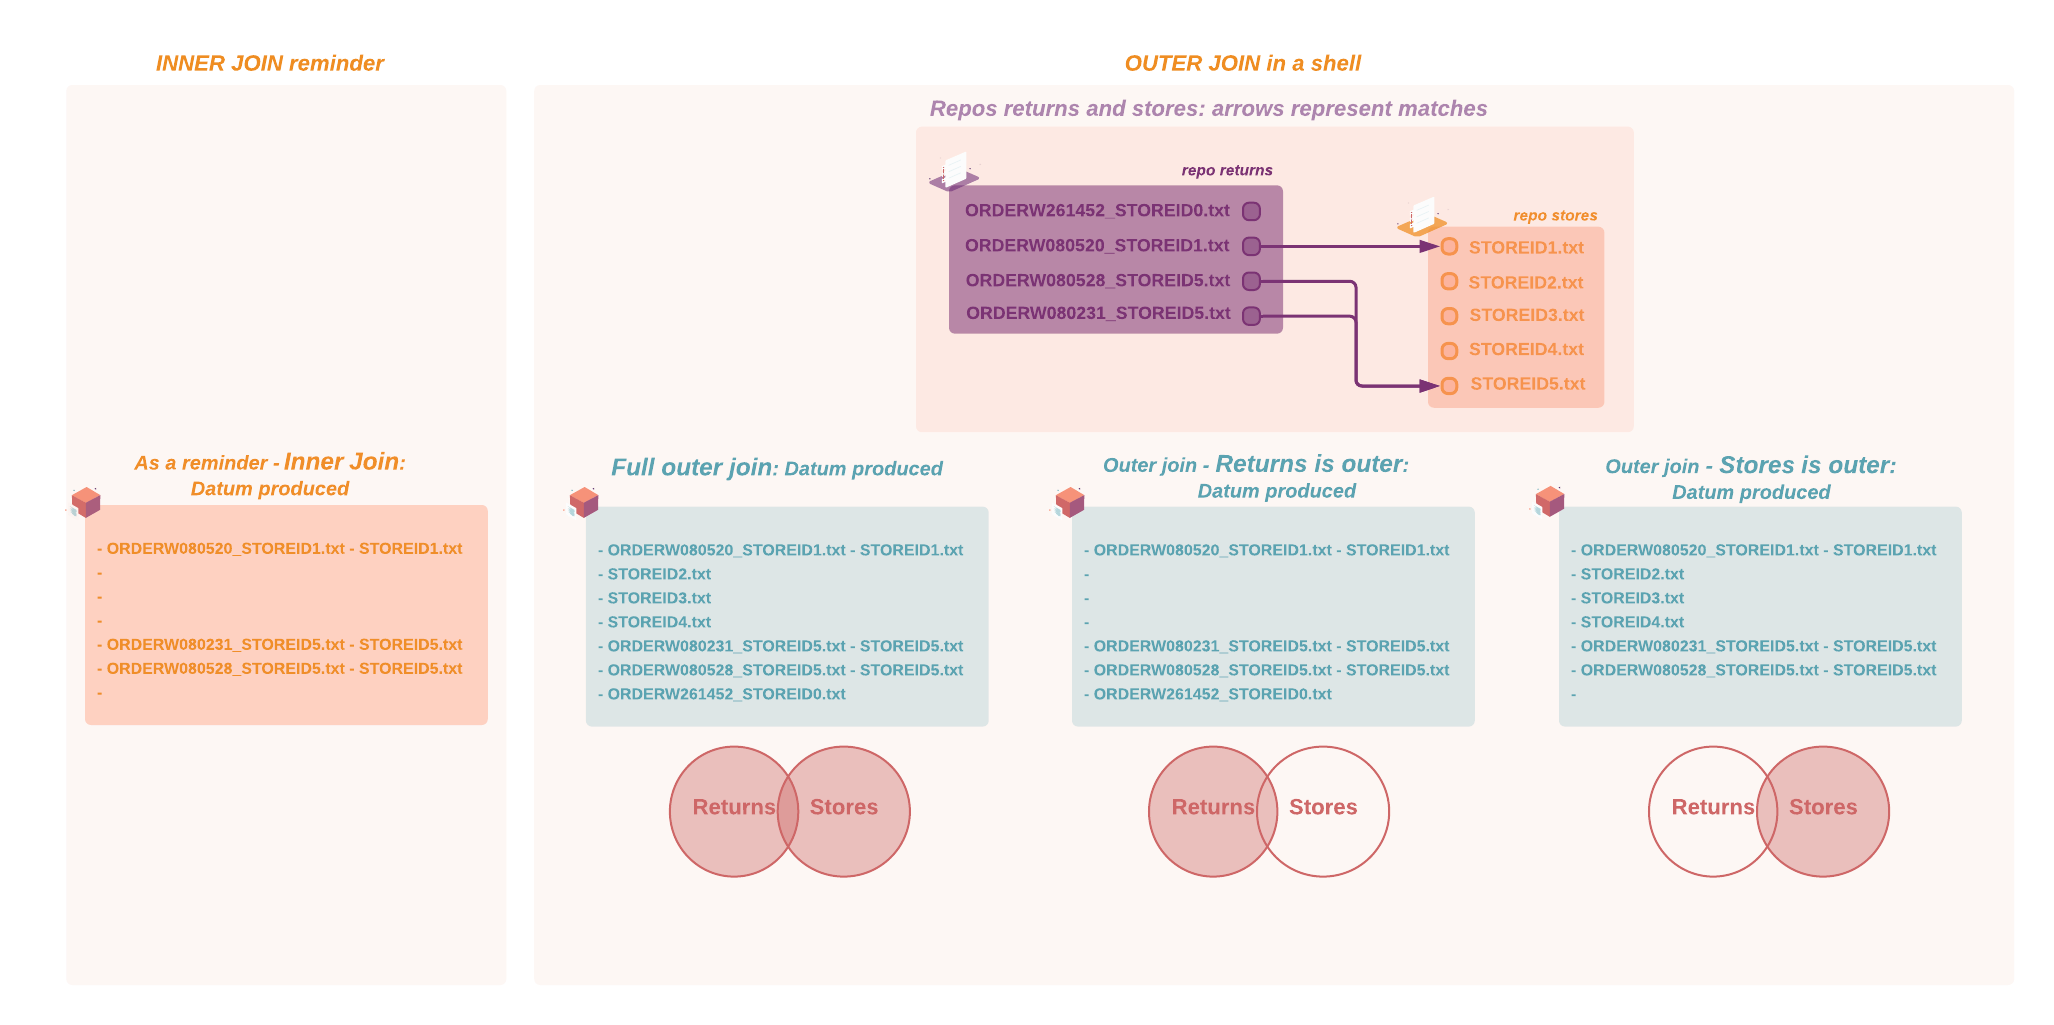 INNER JOIN reminder
OUTER JOIN in a shell
Repos returns and stores: arrows represent matches
repo returns
ORDERW261452_STOREID0.txt
ORDERW080520_STOREID1.txt
ORDERW080528_STOREID5.txt
ORDERW080231_STOREID5.txt
repo stores
STOREID1.txt
STOREID2.txt
STOREID3.txt
STOREID4.txt
STOREID5.txt
As a reminder - Inner Join:
Datum produced
- ORDERW080520_STOREID1.txt - STOREID1.txt
-
-
-
- ORDERW080231_STOREID5.txt - STOREID5.txt
- ORDERW080528_STOREID5.txt - STOREID5.txt
-
Full outer join: Datum produced
- ORDERW080520_STOREID1.txt - STOREID1.txt
- STOREID2.txt
- STOREID3.txt
- STOREID4.txt
- ORDERW080231_STOREID5.txt - STOREID5.txt
- ORDERW080528_STOREID5.txt - STOREID5.txt
- ORDERW261452_STOREID0.txt
Returns
Stores
Outer join - Returns is outer:
Datum produced
- ORDERW080520_STOREID1.txt - STOREID1.txt
-
-
-
- ORDERW080231_STOREID5.txt - STOREID5.txt
- ORDERW080528_STOREID5.txt - STOREID5.txt
- ORDERW261452_STOREID0.txt
Returns
Stores
Outer join - Stores is outer:
Datum produced
- ORDERW080520_STOREID1.txt - STOREID1.txt
- STOREID2.txt
- STOREID3.txt
- STOREID4.txt
- ORDERW080231_STOREID5.txt - STOREID5.txt
- ORDERW080528_STOREID5.txt - STOREID5.txt
-
Returns
Stores